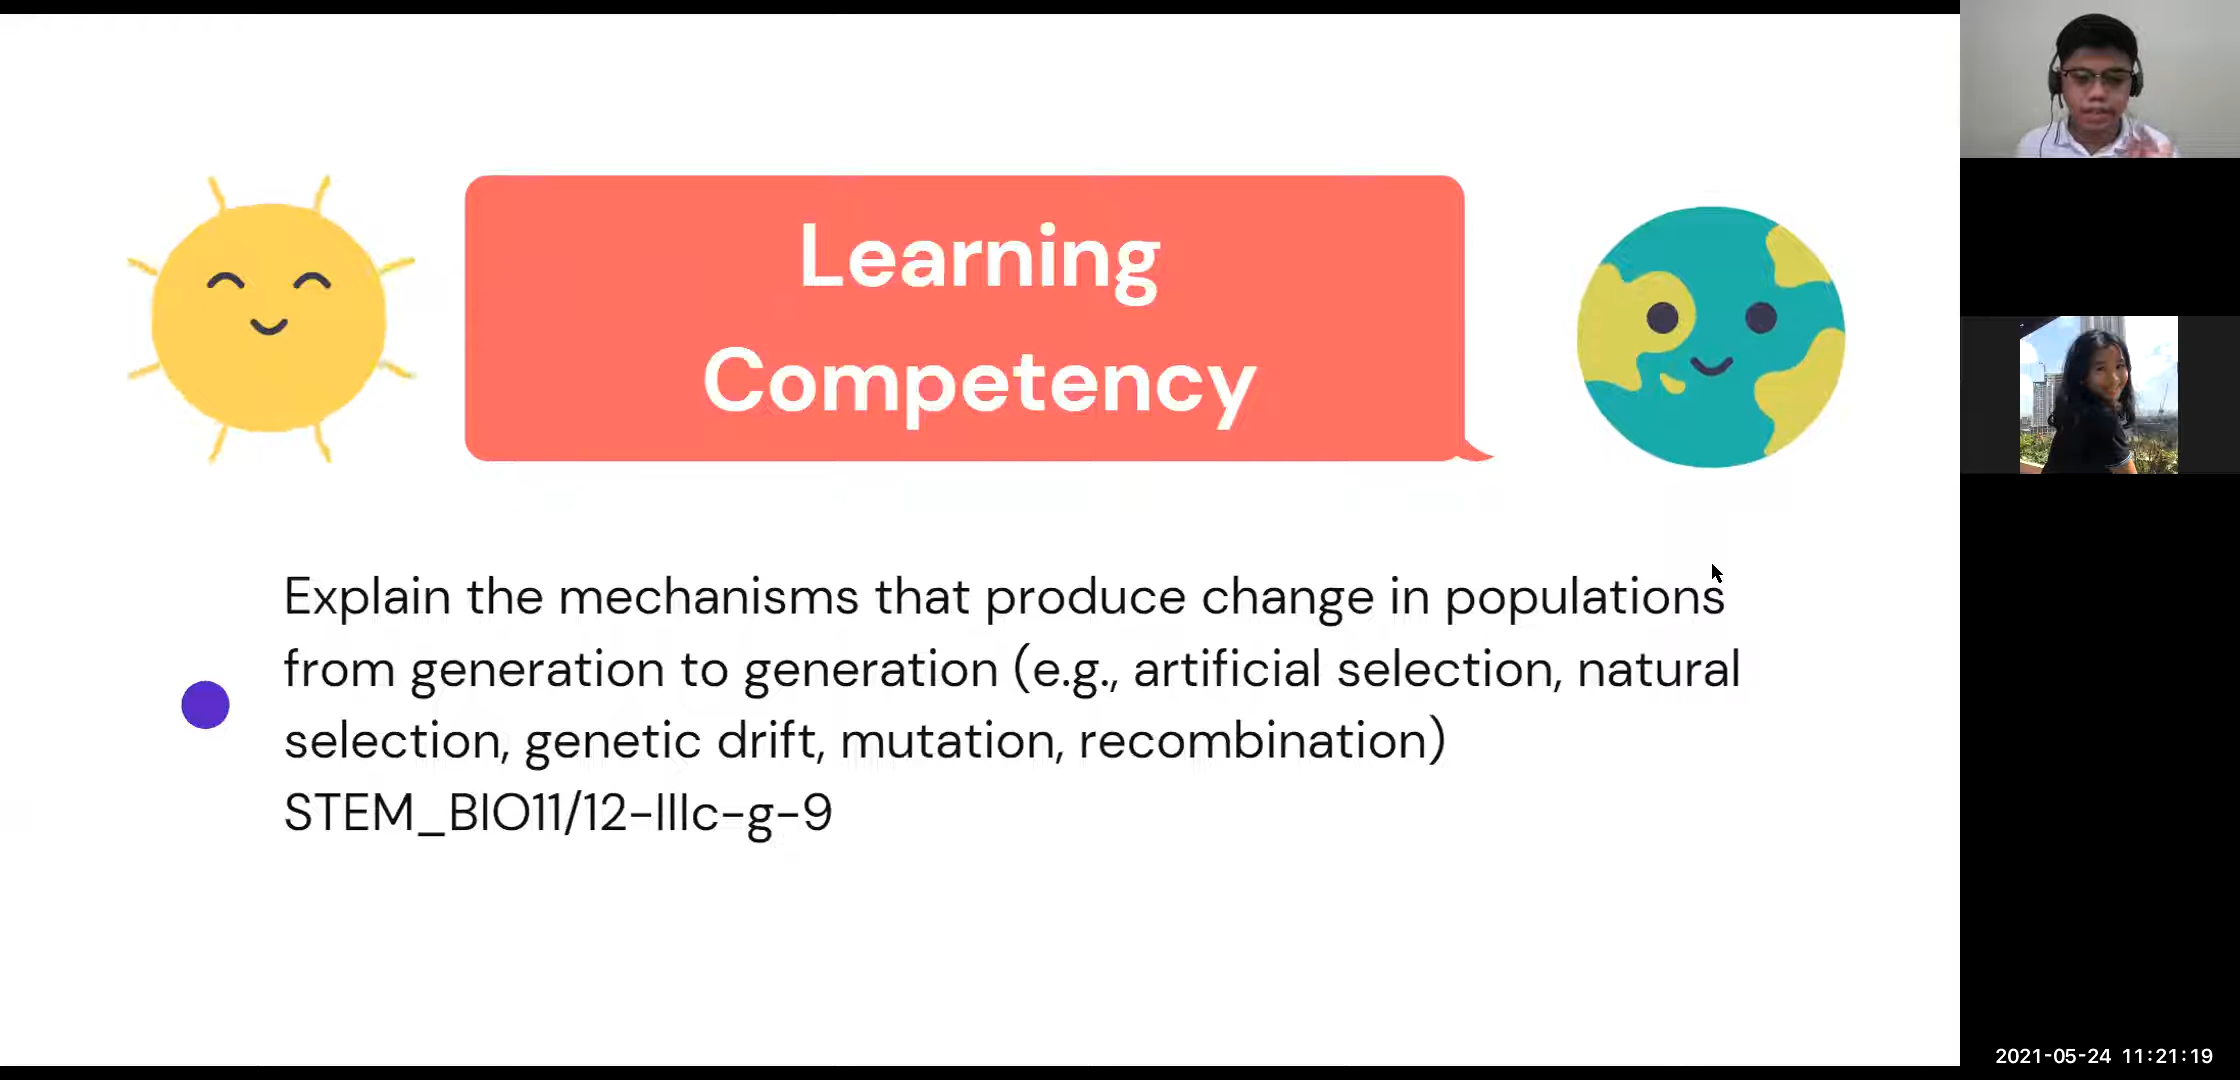 Learning
Competency
Explain the mechanisms that produce change in populations
from generation to generation (e.g., artificial selection, natural
selection, genetic drift, mutation, recombination)
STEM_BIO11/12-IIIc-g-9
2021-05-24 11:21:19